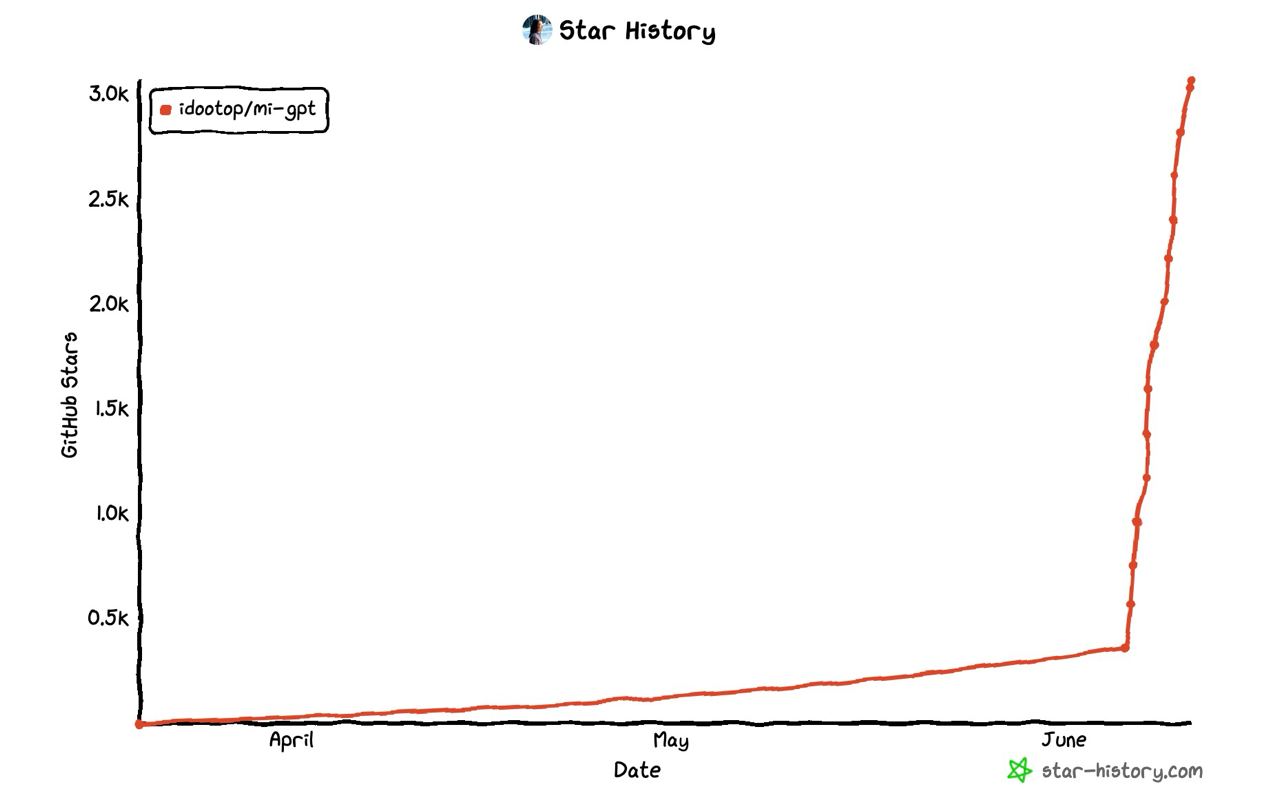 Star History
idootop/mi-gpt
3.0k
2.5k
2.0k
1.5k
1.0k
0.5k
GitHub Stars
April
May
June
Date
star-history.com